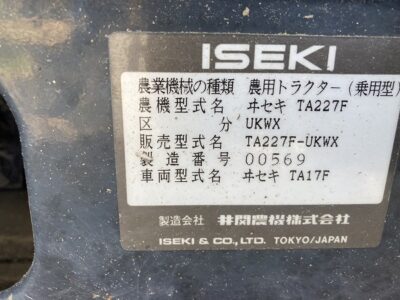 ISEKI
農業機械の種類 農用トラクター(乗用型)
農機型式名 ヰセキ TA227F
区分 UKWX
販売型式名 TA227F-UKWX
製造番号 00569
車両型式名 ヰセキ TA17F
製造会社 井関農機株式会社
ISEKI & CO., LTD. TOKYO/JAPAN